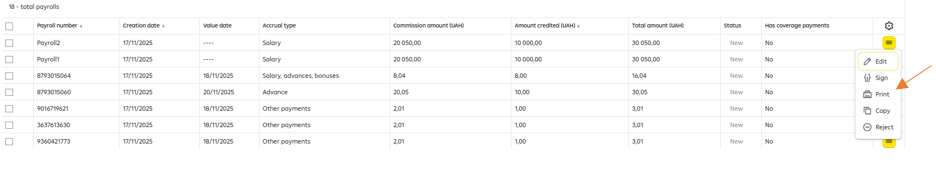 18 - total payrolls
Payroll number Creation date Value date Accrual type Commission amount (UAH) Amount credited (UAH) Total amount (UAH) Status Has coverage payments
Payroll2 17/11/2025 ---- Salary 20 050,00 10 000,00 30 050,00 New No
Payroll1 17/11/2025 ---- Salary 20 050,00 10 000,00 30 050,00 New No
8793015064 17/11/2025 18/11/2025 Salary, advances, bonuses 8,04 8,00 16,04 New No
8793015060 17/11/2025 20/11/2025 Advance 20,05 10,00 30,05 New No
9016719621 17/11/2025 18/11/2025 Other payments 2,01 1,00 3,01 New No
3637613630 17/11/2025 18/11/2025 Other payments 2,01 1,00 3,01 New No
9360421773 17/11/2025 18/11/2025 Other payments 2,01 1,00 3,01 New No
Edit
Sign
Print
Copy
Reject